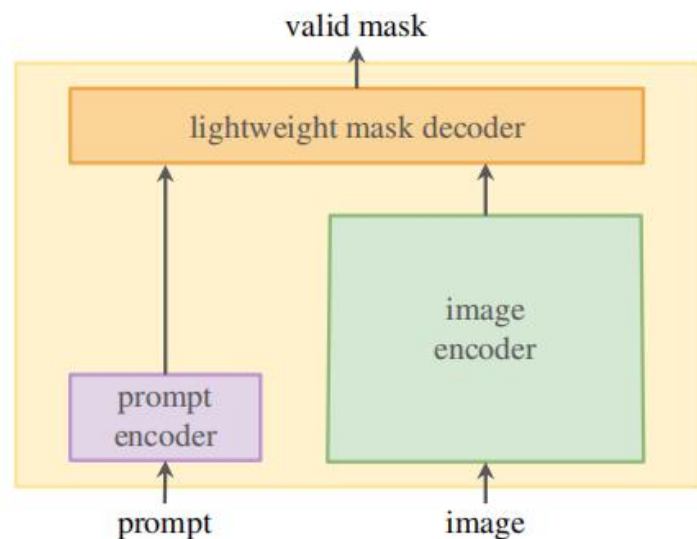 valid mask
lightweight mask decoder
image
encoder
prompt
encoder
prompt
image